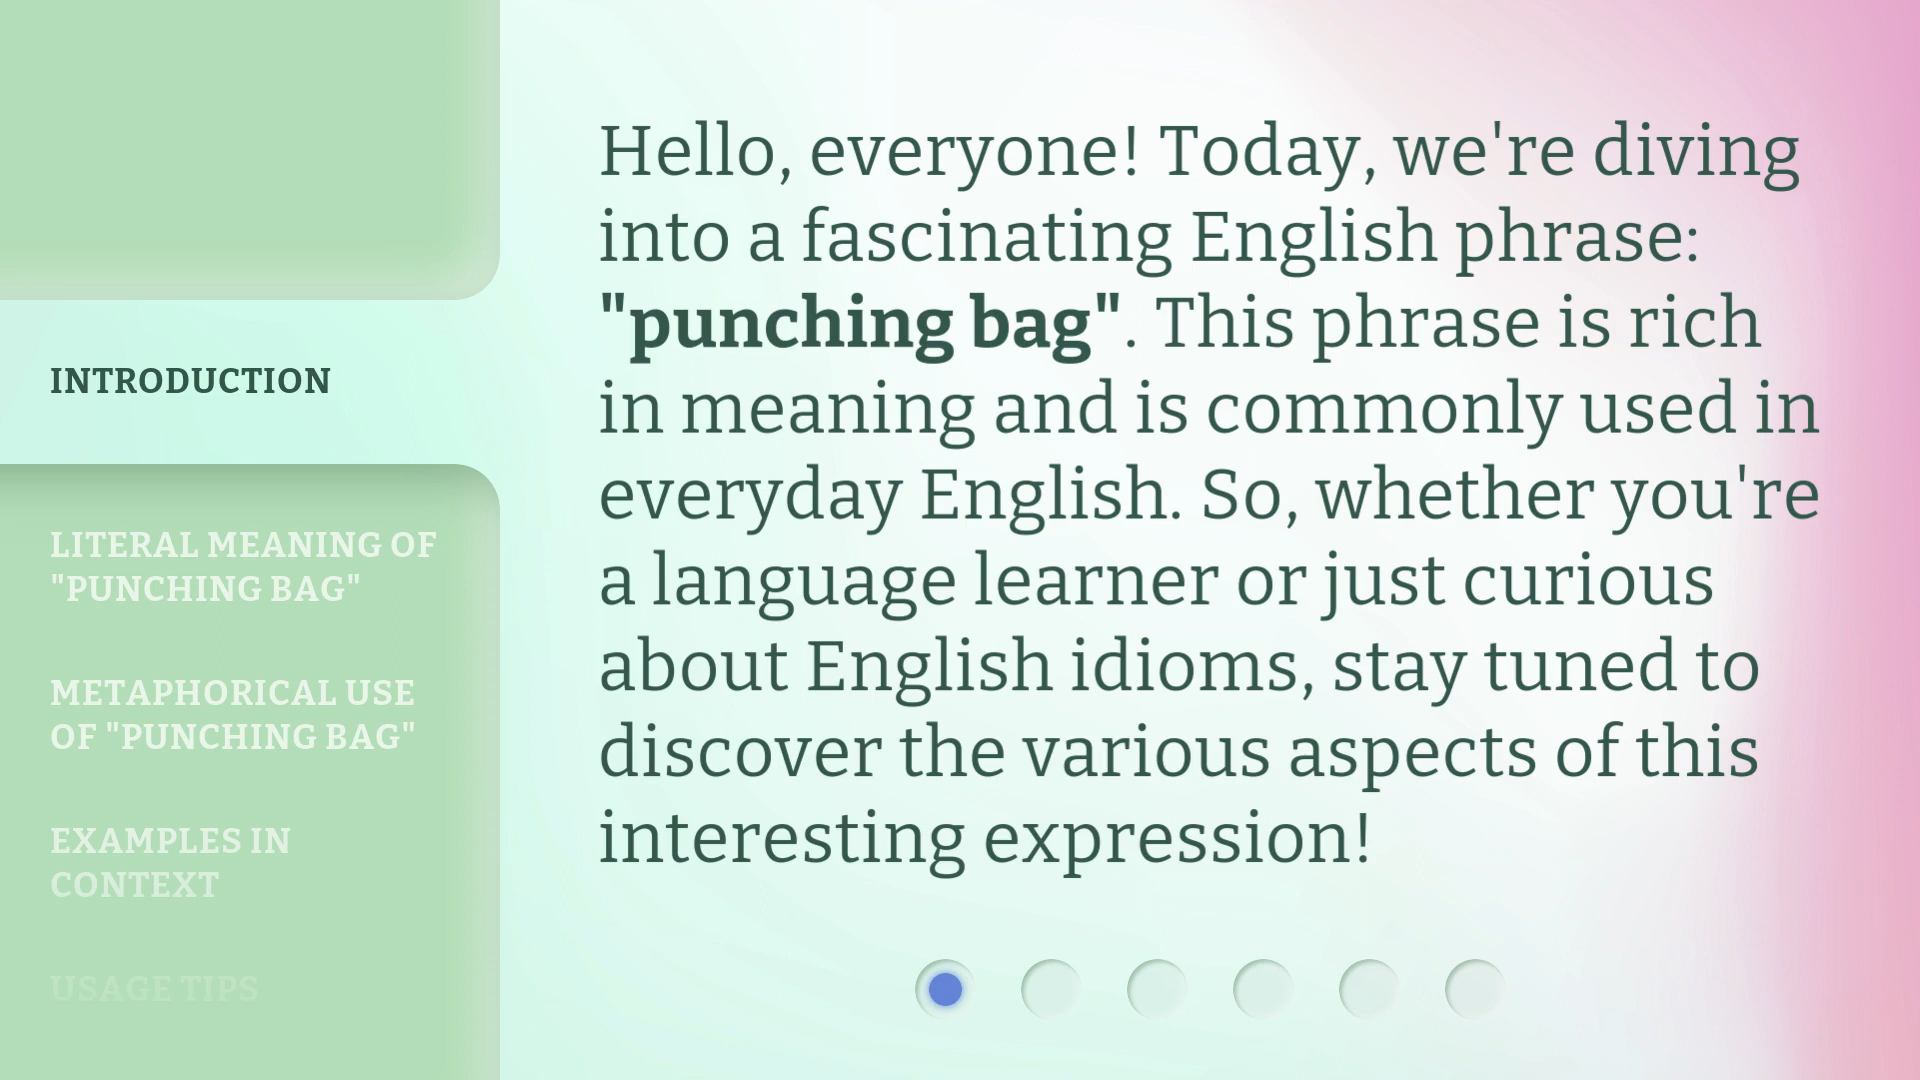 INTRODUCTION
LITERAL MEANING OF
"PUNCHING BAG"
METAPHORICAL USE
OF "PUNCHING BAG"
EXAMPLES IN
CONTEXT
USAGE TIPS
Hello, everyone! Today, we're diving
into a fascinating English phrase:
"punching bag". This phrase is rich
in meaning and is commonly used in
everyday English. So, whether you're
a language learner or just curious
about English idioms, stay tuned to
discover the various aspects of this
interesting expression!